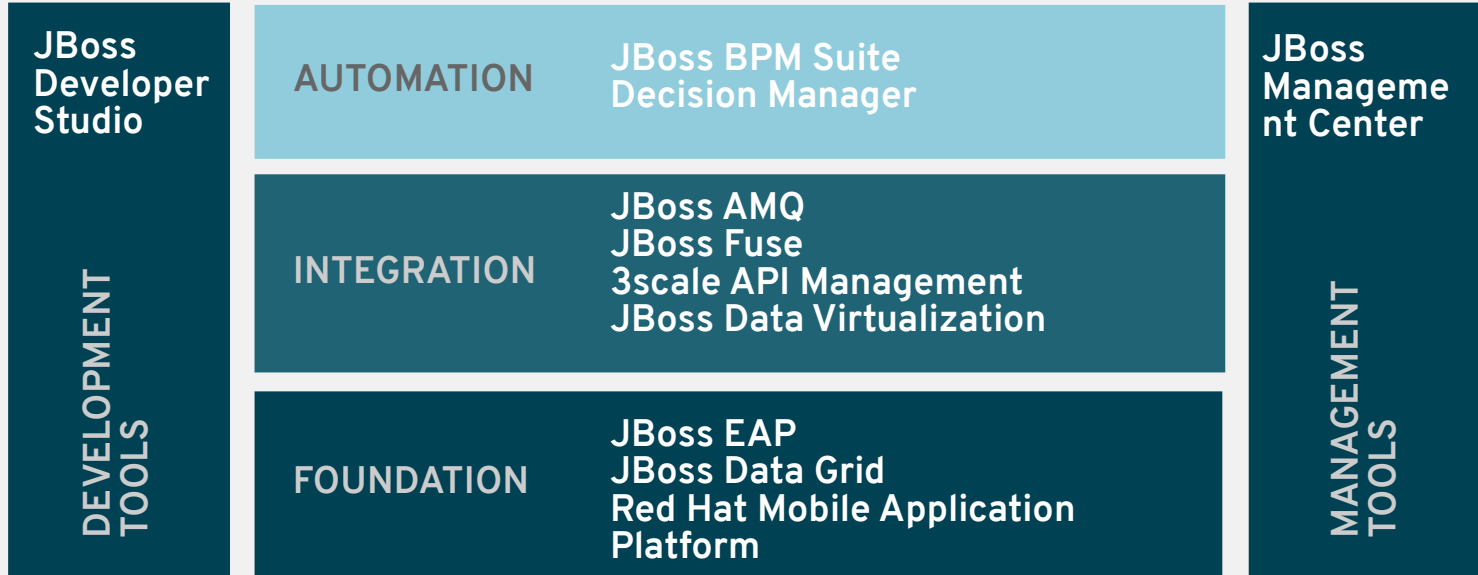 JBoss
Developer
Studio
DEVELOPMENT
TOOLS
AUTOMATION
JBoss BPM Suite
Decision Manager
INTEGRATION
JBoss AMQ
JBoss Fuse
3scale API Management
JBoss Data Virtualization
FOUNDATION
JBoss EAP
JBoss Data Grid
Red Hat Mobile Application
Platform
JBoss
Manageme
nt Center
MANAGEMENT
TOOLS